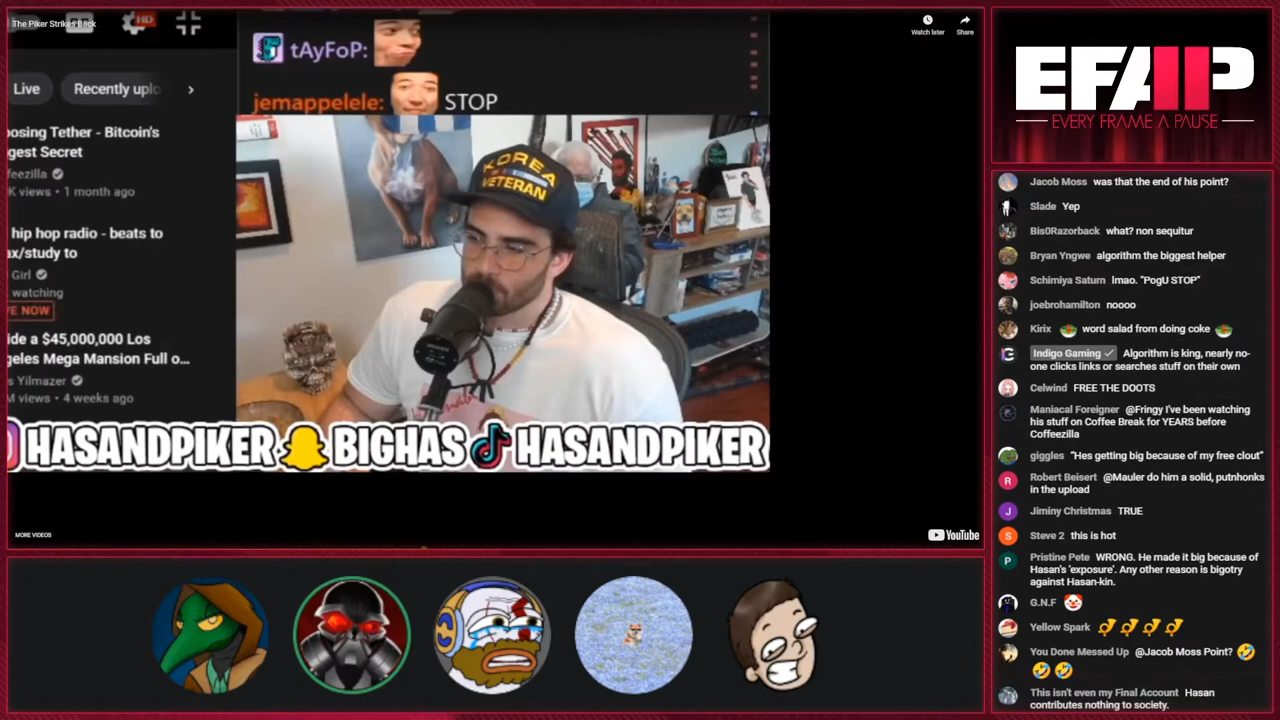 The Piker Strikes Back
HD
Watch later
Share
tAyFoP:
jemappelele: STOP
Live
Recently uplo
oosing Tether - Bitcoin's
gest Secret
feezilla
K views • 1 month ago
hip hop radio - beats to
ax/study to
Girl
watching
E NOW
ide a $45,000,000 Los
geles Mega Mansion Full o...
s Yilmazer
M views • 4 weeks ago
KOREA
VETERAN
HASANDPIKER BIGHAS HASANDPIKER
MORE VIDEOS
YouTube
EFAP
EVERY FRAME A PAUSE
Jacob Moss was that the end of his point?
Slade Yep
Bis0Razorback what? non sequitur
Bryan Yngwe algorithm the biggest helper
Schimiya Saturn lmao. "PogU STOP"
joebrohamilton noooo
Kirix 🥗 word salad from doing coke 🥗
Indigo Gaming ✓ Algorithm is king, nearly no-
one clicks links or searches stuff on their own
Celwind FREE THE DOOTS
Maniacal Foreigner @Fringy I've been watching
his stuff on Coffee Break for YEARS before
Coffeezilla
giggles "Hes getting big because of my free clout"
R
Robert Beisert @Mauler do him a solid, putnhonks
in the upload
J
Jiminy Christmas TRUE
S
Steve 2 this is hot
P
Pristine Pete WRONG. He made it big because of
Hasan's 'exposure'. Any other reason is bigotry
against Hasan-kin.
G.N.F 🤡
Yellow Spark 📯📯📯📯
You Done Messed Up @Jacob Moss Point? 🤣
🤣🤣
This isn't even my Final Account Hasan
contributes nothing to society.